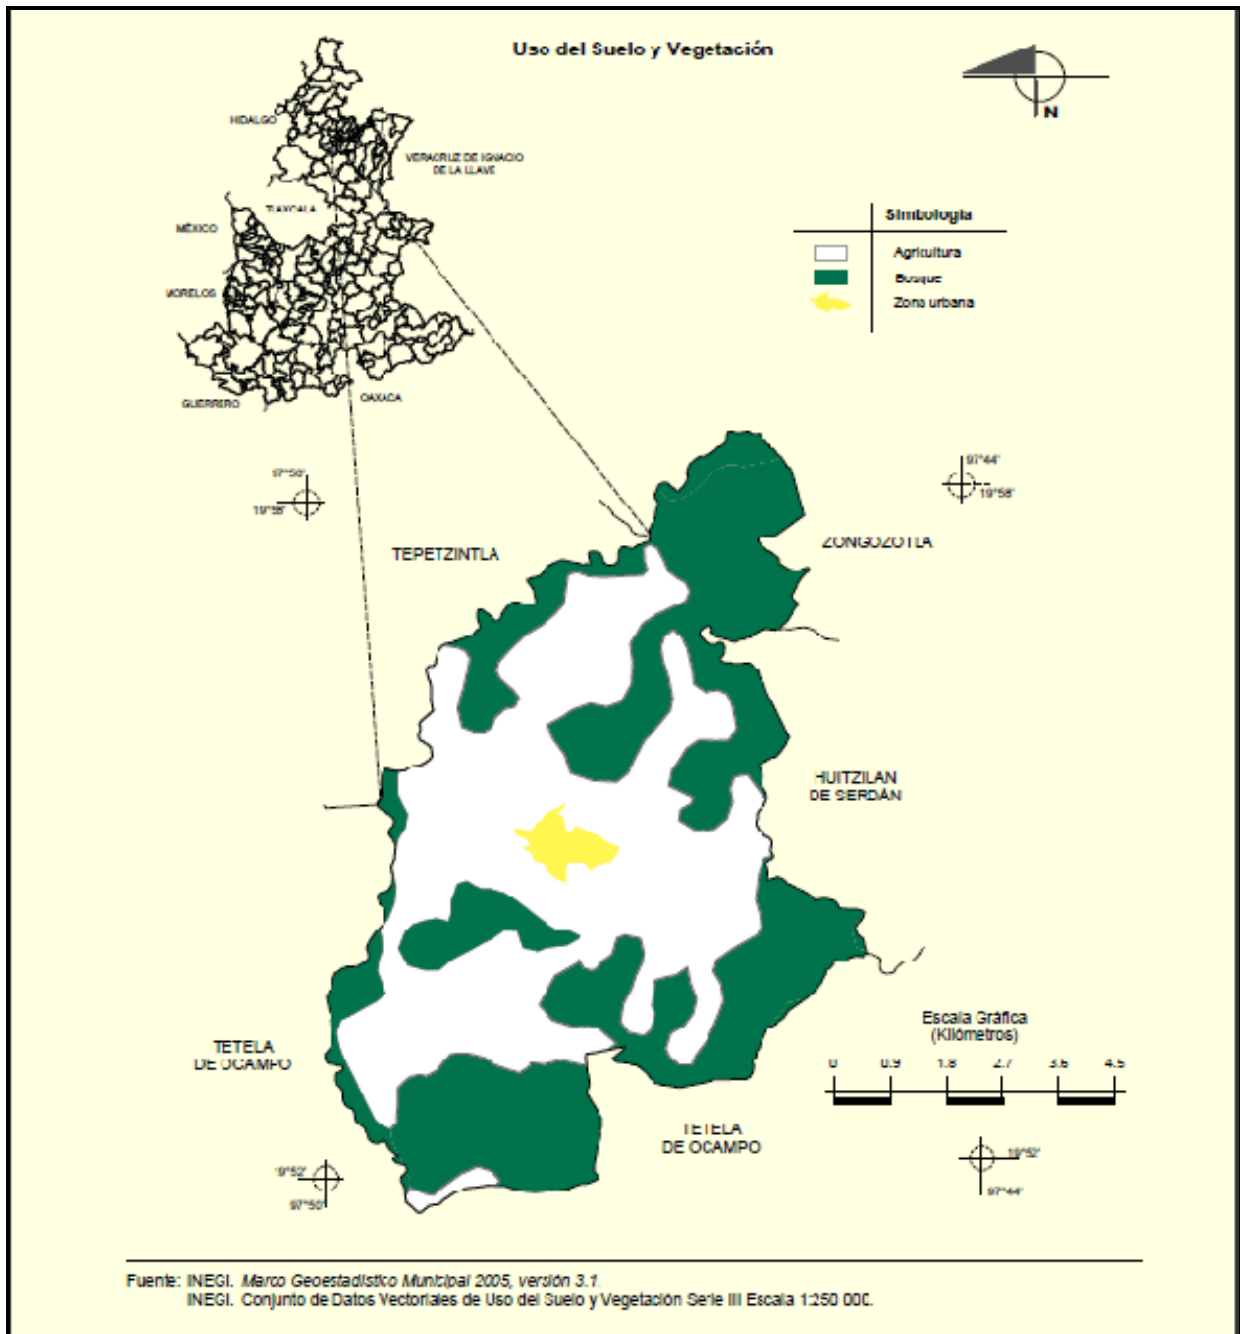 Uso del Suelo y Vegetación
N
HIDALGO
VERACRUZ DE IGNACIO
DE LA LLAVE
TLAXCALA
MÉXICO
MORELOS
GUERRERO
OAXACA
Simbología
Agricultura
Bosque
Zona urbana
97°50'
19°58'
97°44'
19°58'
TEPETZINTLA
ZONGOZOTLA
HUITZILAN
DE SERDÁN
TETELA
DE OCAMPO
Escala Gráfica
(Kilómetros)
0 0.9 1.8 2.7 3.6 4.5
TETELA
DE OCAMPO
19°52'
97°50'
19°52'
97°44'
Fuente: INEGI. Marco Geoestadístico Municipal 2005, versión 3.1.
INEGI. Conjunto de Datos Vectoriales de Uso del Suelo y Vegetación Serie III Escala 1:250 000.